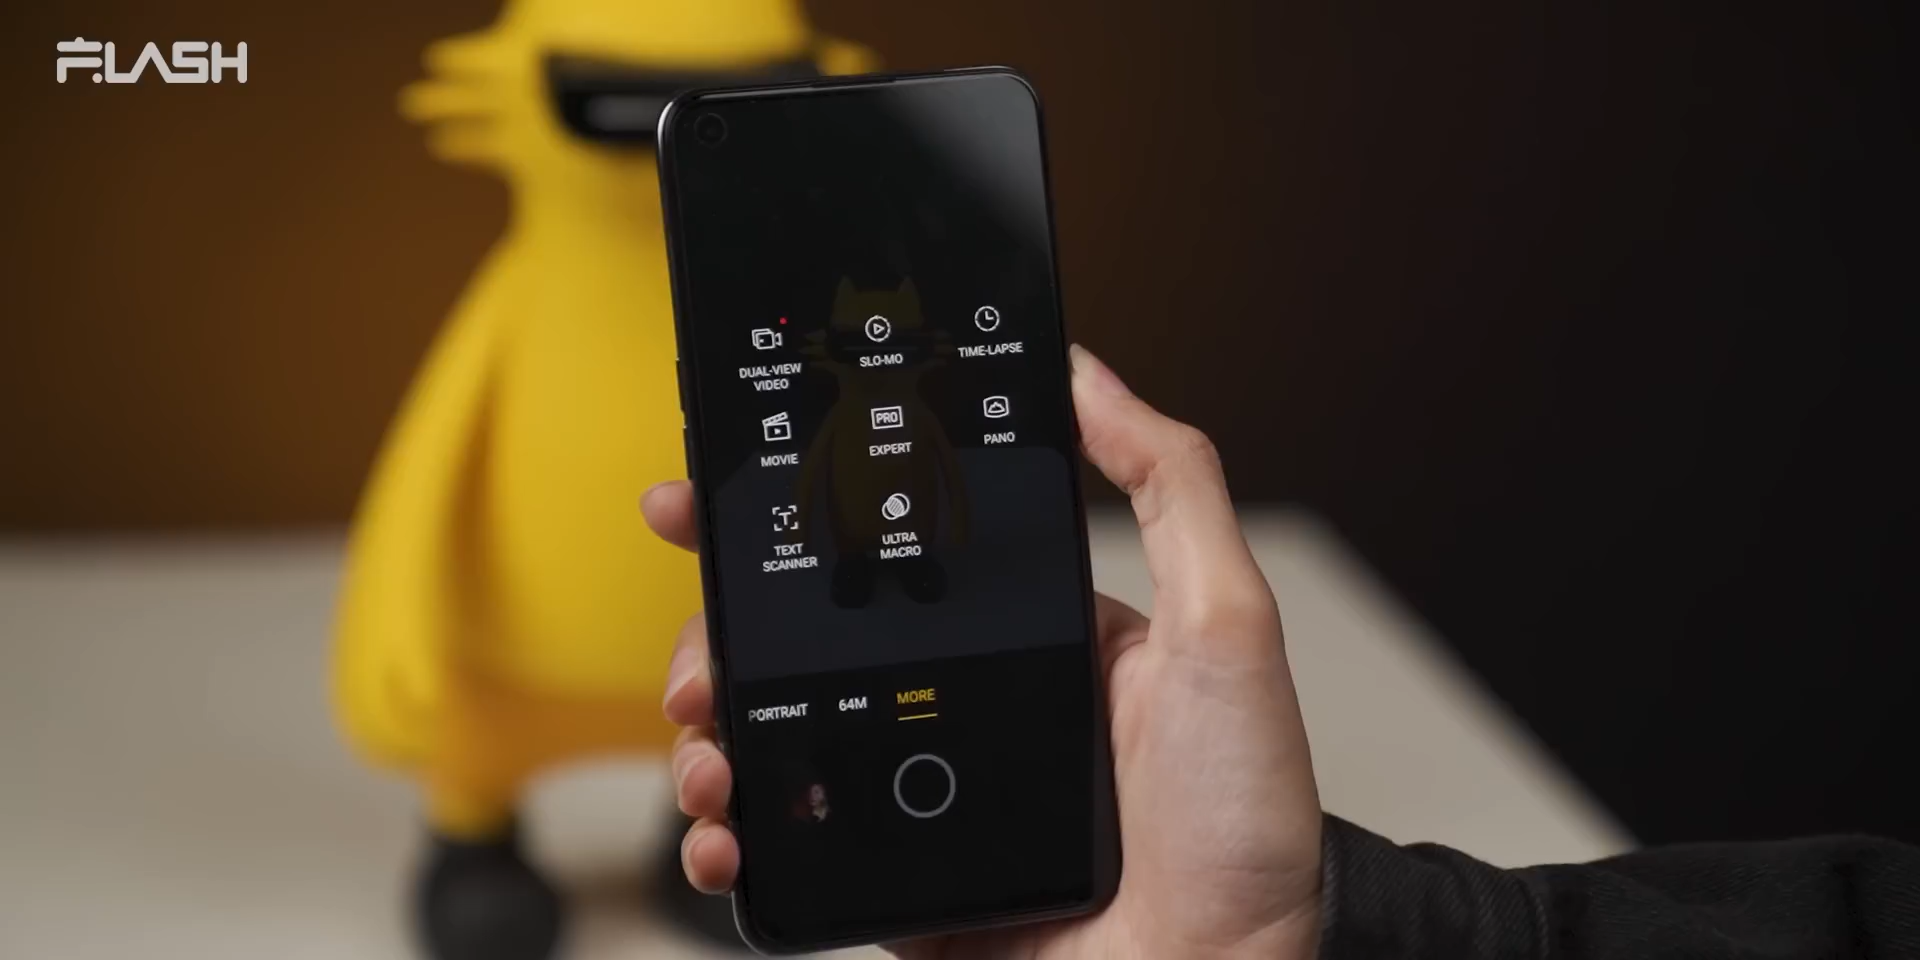 FLASH
DUAL-VIEW
VIDEO
SLO-MO
TIME-LAPSE
MOVIE
PRO
EXPERT
PANO
T
TEXT
SCANNER
ULTRA
MACRO
PORTRAIT
64M
MORE